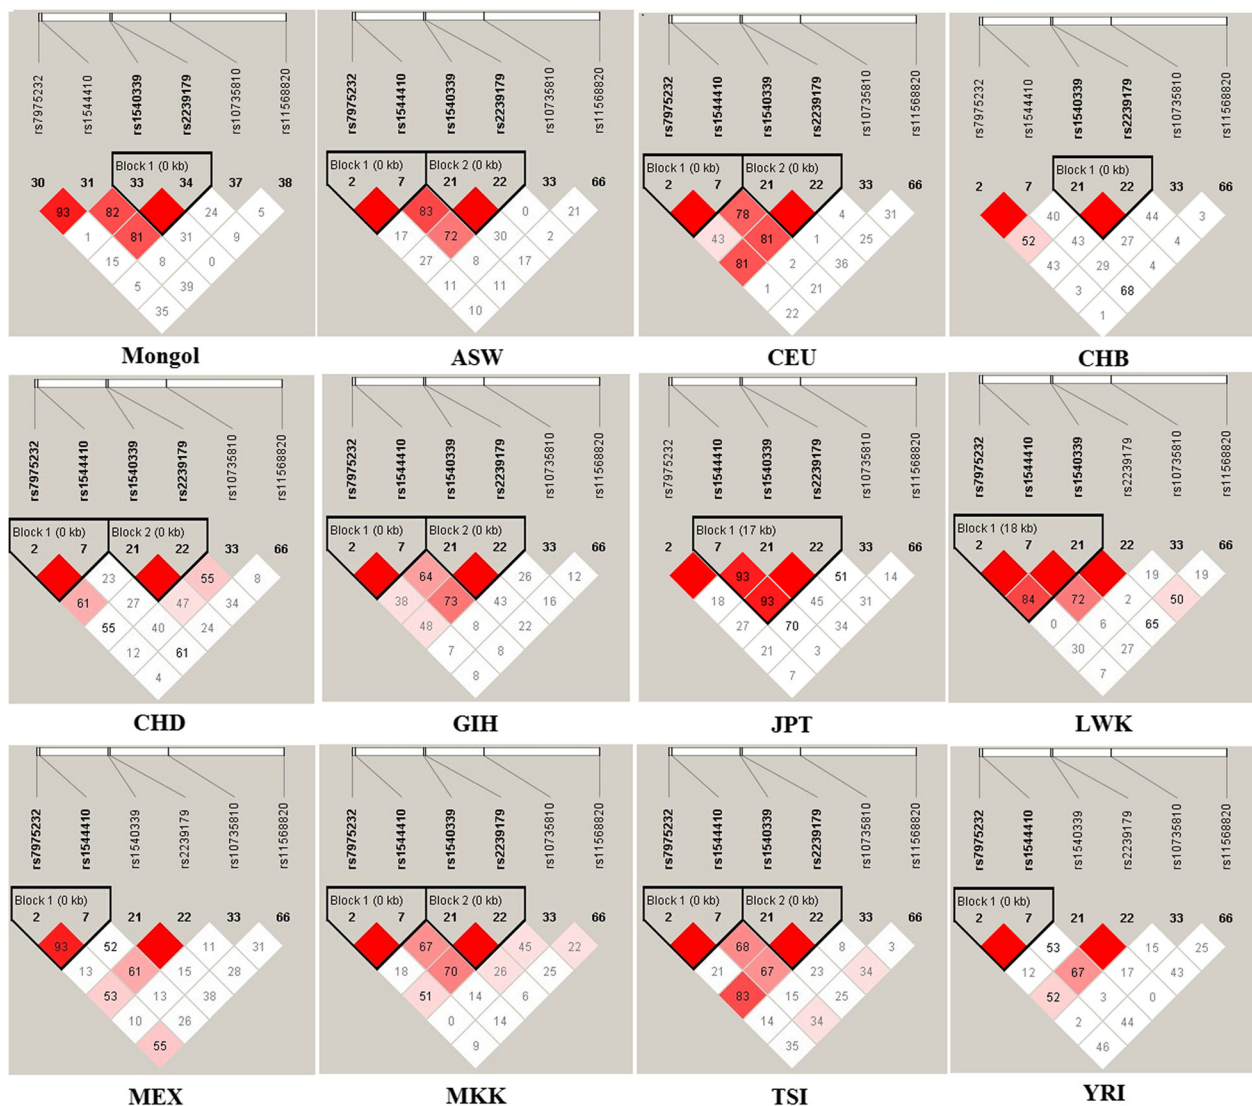 rs7975232 rs1544410 rs1540339 rs2239179 rs10735810 rs11568820
Block 1 (0 kb)
30 31 33 34 37 38
93 82 24 5
1 81 31 9
15 8 0
5 39
35
Mongol
rs7975232 rs1544410 rs1540339 rs2239179 rs10735810 rs11568820
Block 1 (0 kb) Block 2 (0 kb)
2 7 21 22 33 66
83 0 21
17 72 30 2
27 8 17
11 11
10
ASW
rs7975232 rs1544410 rs1540339 rs2239179 rs10735810 rs11568820
Block 1 (0 kb) Block 2 (0 kb)
2 7 21 22 33 66
78 4 31
43 81 1 25
81 2 36
1 21
22
CEU
rs7975232 rs1544410 rs1540339 rs2239179 rs10735810 rs11568820
Block 1 (0 kb)
2 7 21 22 33 66
40 44 3
52 43 27 4
43 29 4
3 68
1
CHB
rs7975232 rs1544410 rs1540339 rs2239179 rs10735810 rs11568820
Block 1 (0 kb) Block 2 (0 kb)
2 7 21 22 33 66
23 55 8
61 27 47 34
55 40 24
12 61
4
CHD
rs7975232 rs1544410 rs1540339 rs2239179 rs10735810 rs11568820
Block 1 (0 kb) Block 2 (0 kb)
2 7 21 22 33 66
64 26 12
38 73 43 16
48 8 22
7 8
8
GIH
rs7975232 rs1544410 rs1540339 rs2239179 rs10735810 rs11568820
Block 1 (17 kb)
2 7 21 22 33 66
93 51 14
18 93 45 31
27 70 34
21 3
7
JPT
rs7975232 rs1544410 rs1540339 rs2239179 rs10735810 rs11568820
Block 1 (18 kb)
2 7 21 22 33 66
19 19
84 72 2 50
0 6 65
30 27
7
LWK
rs7975232 rs1544410 rs1540339 rs2239179 rs10735810 rs11568820
Block 1 (0 kb)
2 7 21 22 33 66
93 52 11 31
13 61 15 28
53 13 38
10 26
55
MEX
rs7975232 rs1544410 rs1540339 rs2239179 rs10735810 rs11568820
Block 1 (0 kb) Block 2 (0 kb)
2 7 21 22 33 66
67 45 22
18 70 26 25
51 14 6
0 14
9
MKK
rs7975232 rs1544410 rs1540339 rs2239179 rs10735810 rs11568820
Block 1 (0 kb) Block 2 (0 kb)
2 7 21 22 33 66
68 8 3
21 67 23 34
83 15 25
14 34
35
TSI
rs7975232 rs1544410 rs1540339 rs2239179 rs10735810 rs11568820
Block 1 (0 kb)
2 7 21 22 33 66
53 15 25
12 67 17 43
52 3 0
2 44
46
YRI